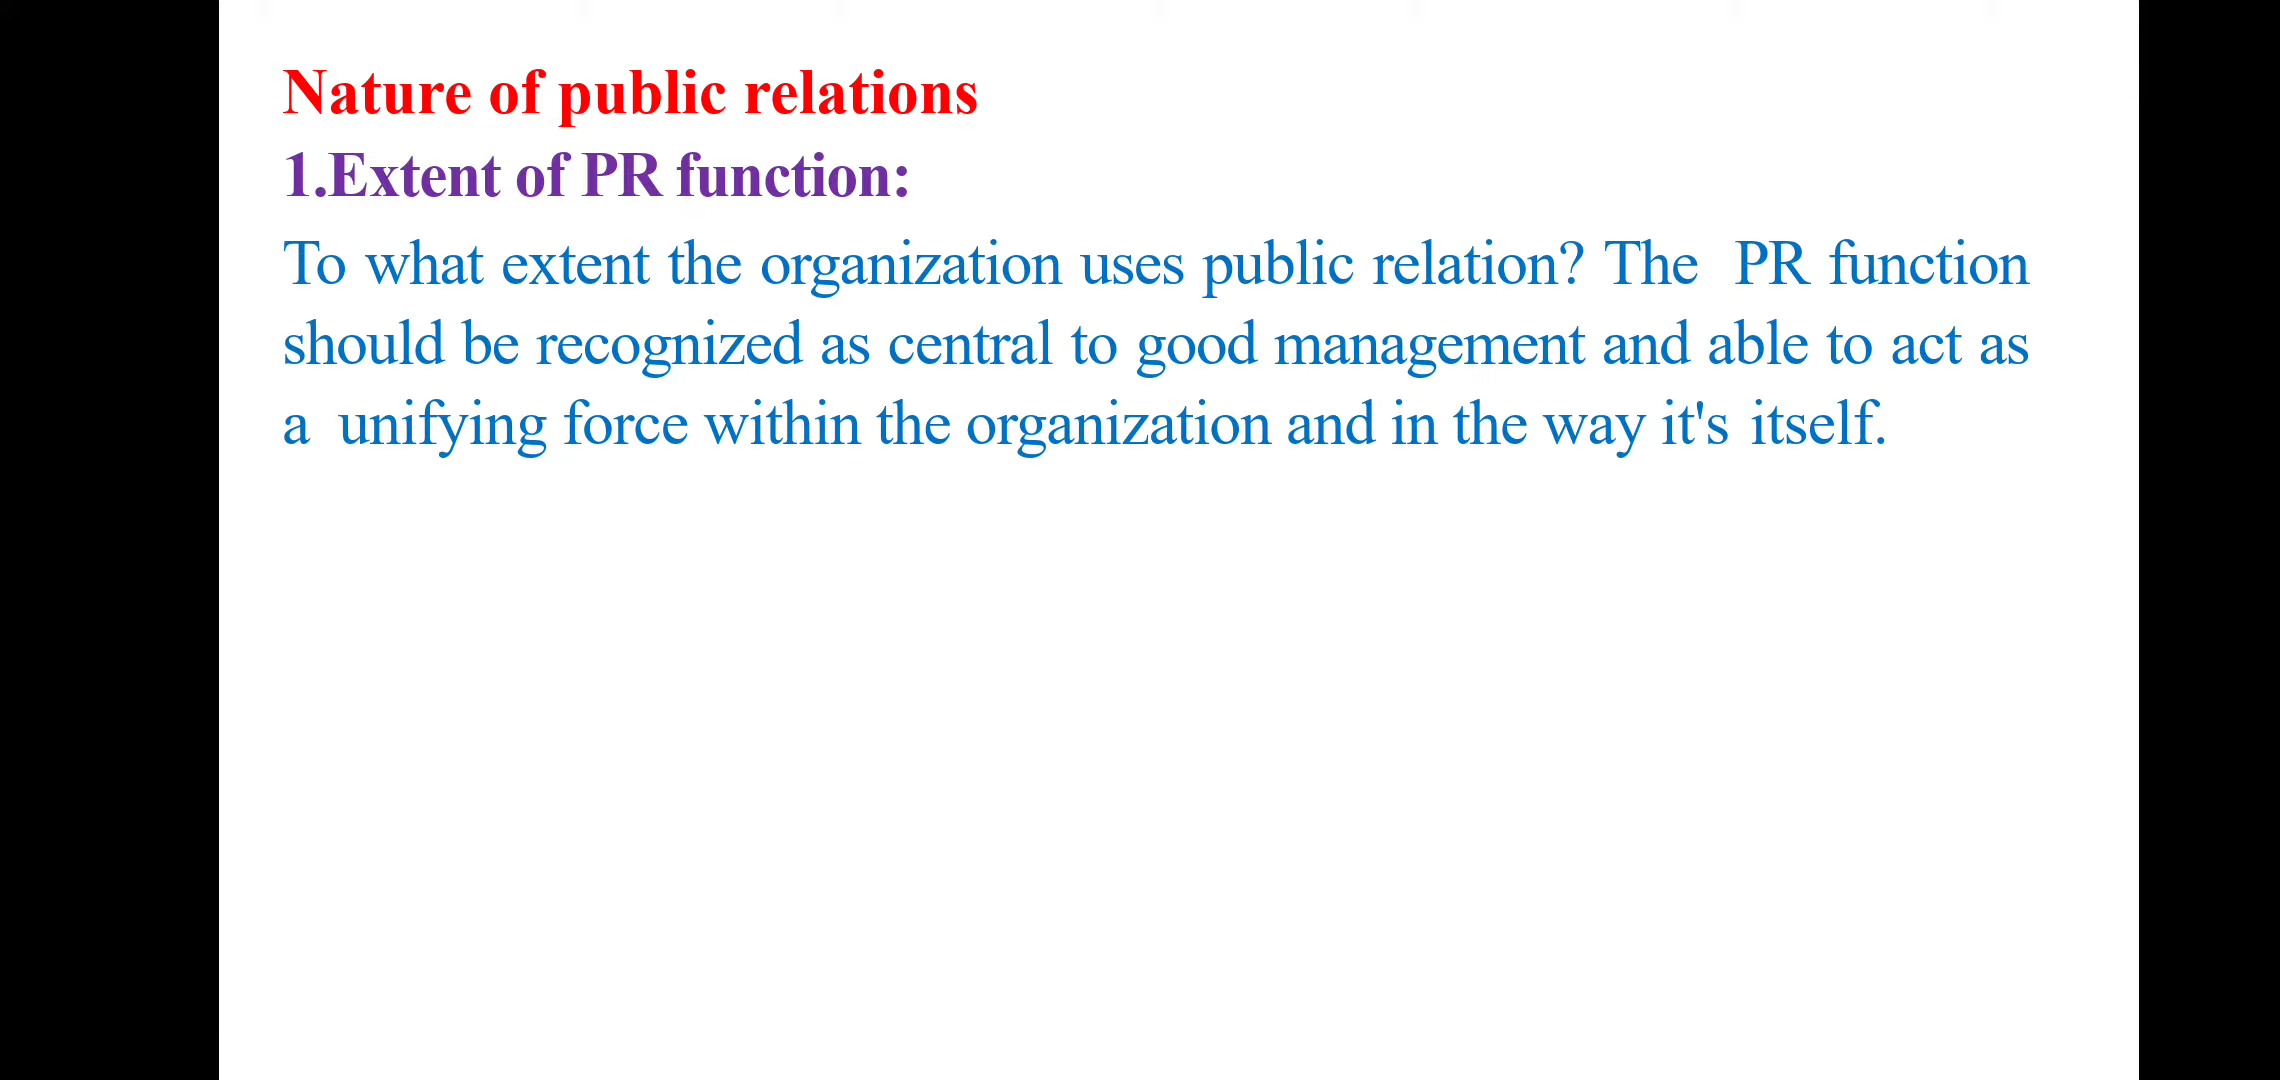 Nature of public relations
1.Extent of PR function:
To what extent the organization uses public relation? The PR function
should be recognized as central to good management and able to act as
a unifying force within the organization and in the way it's itself.